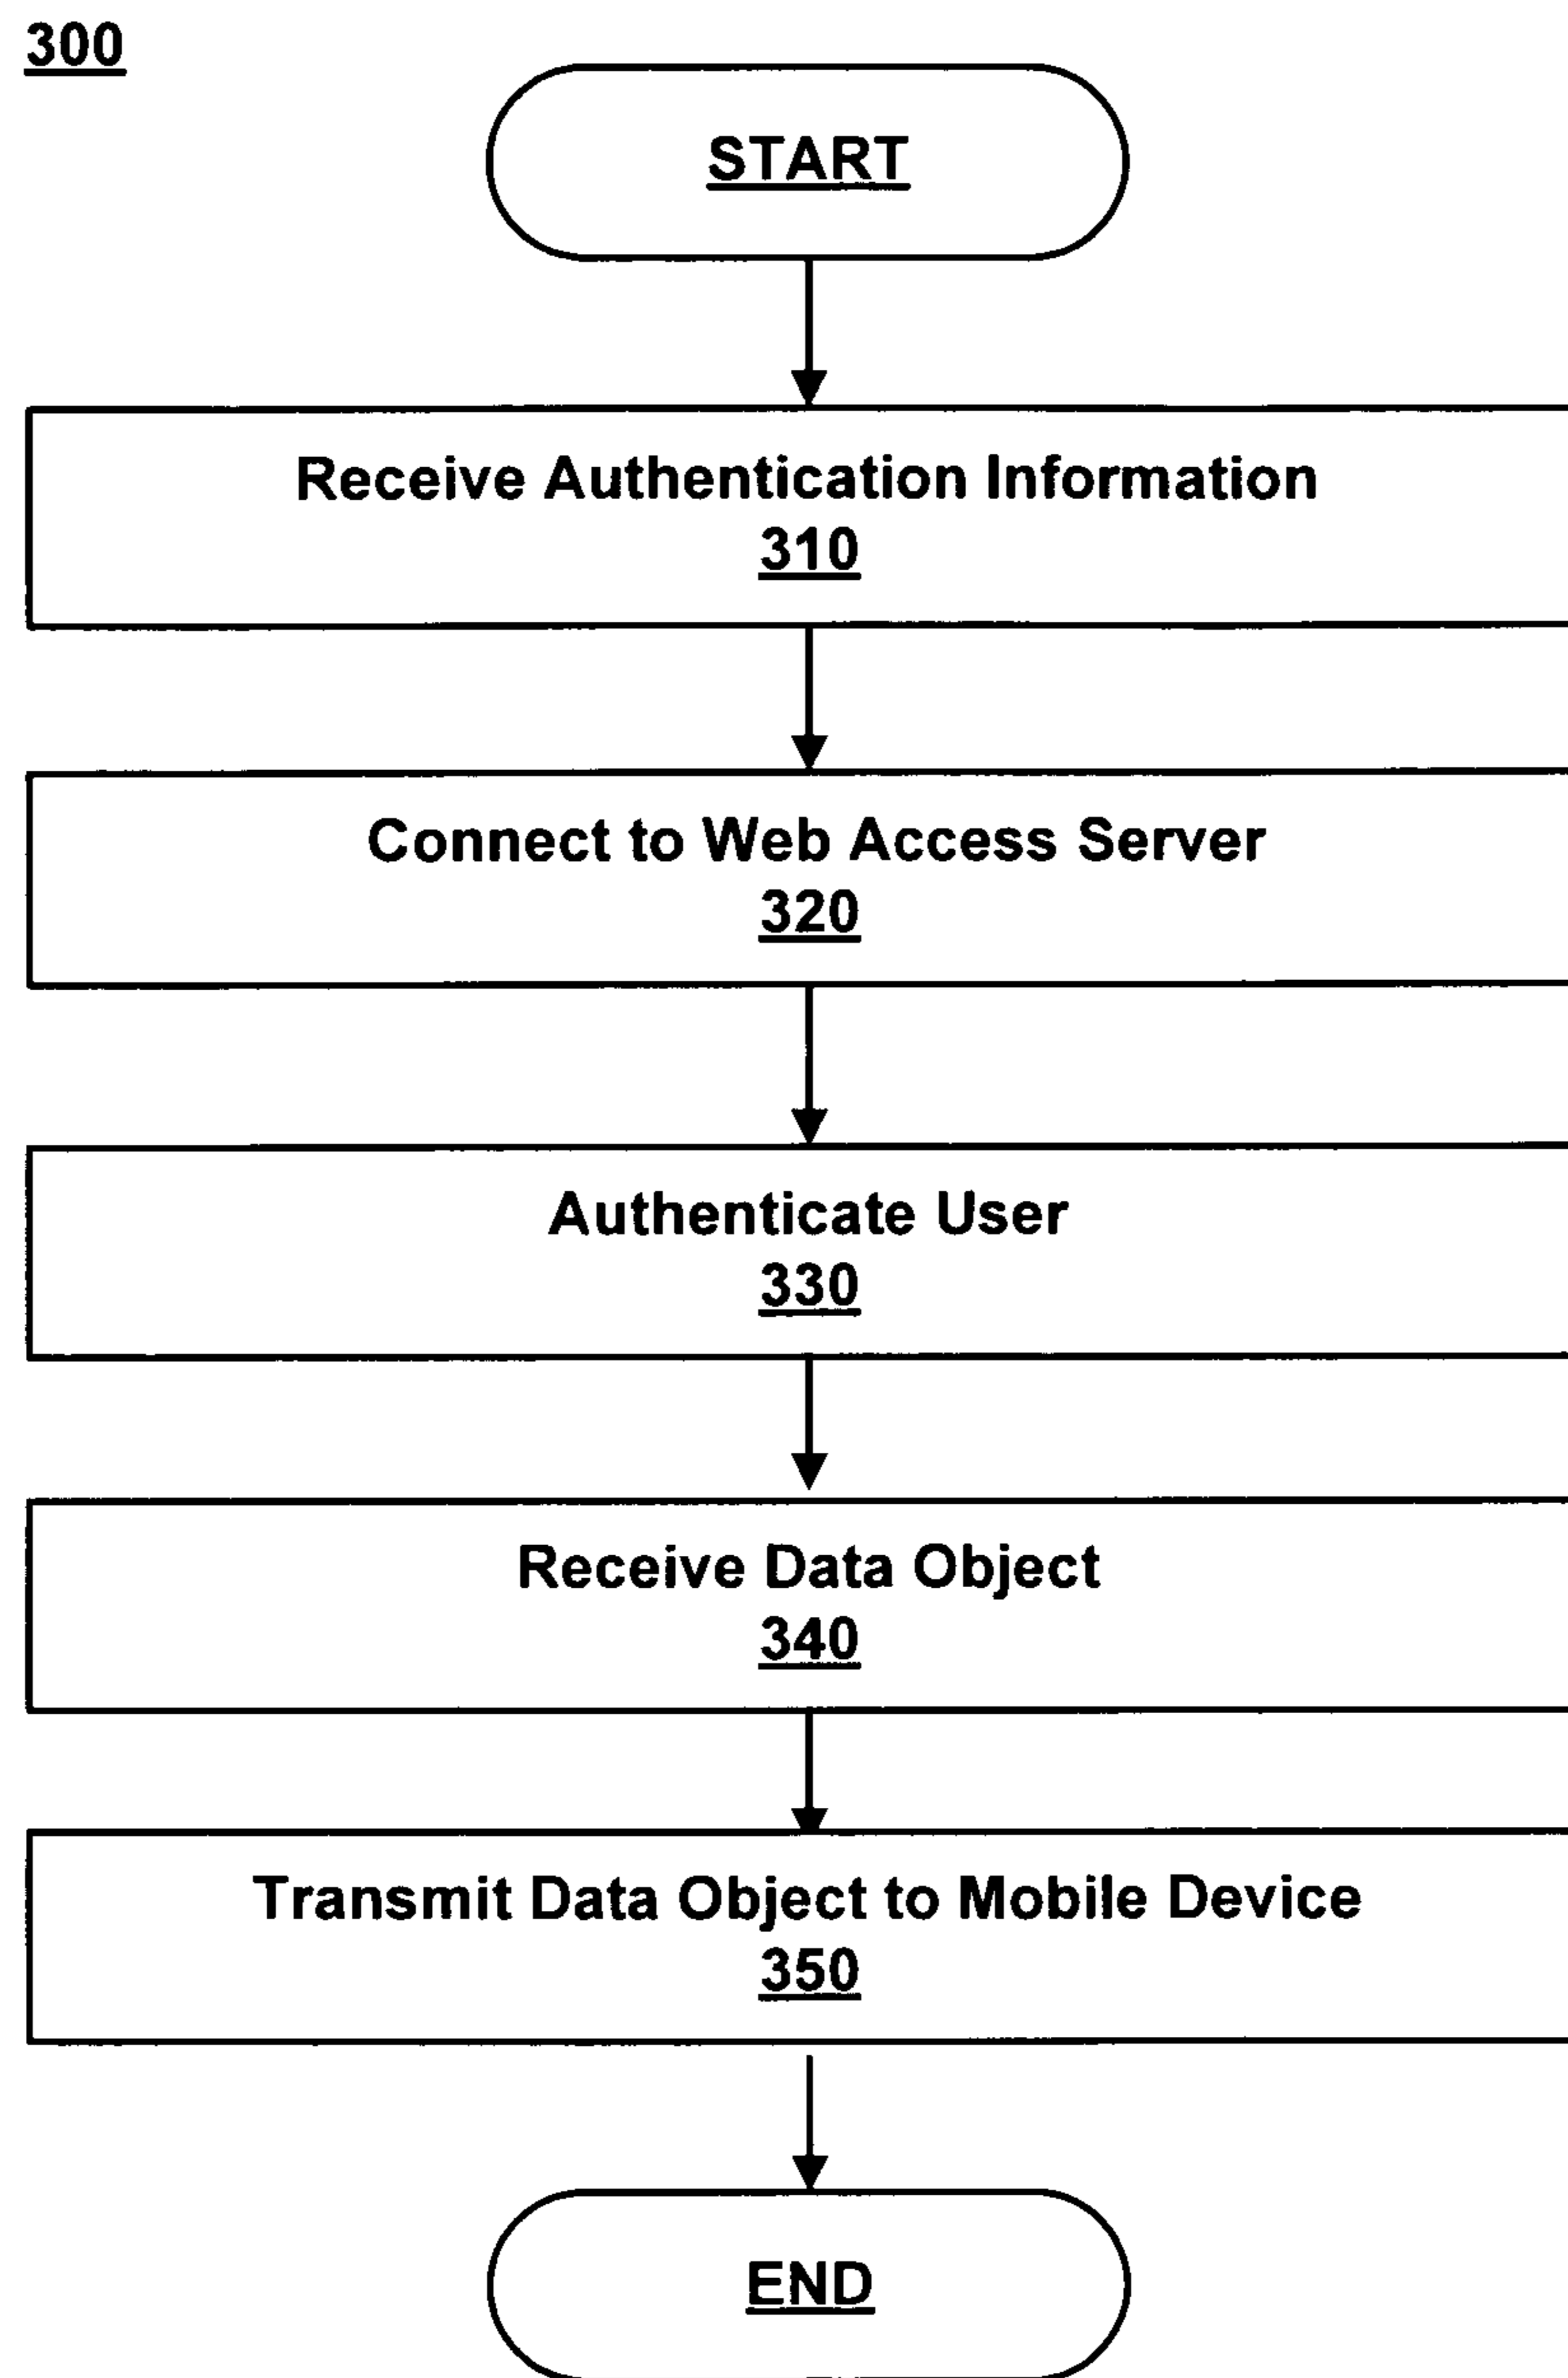 300
START
Receive Authentication Information
310
Connect to Web Access Server
320
Authenticate User
330
Receive Data Object
340
Transmit Data Object to Mobile Device
350
END